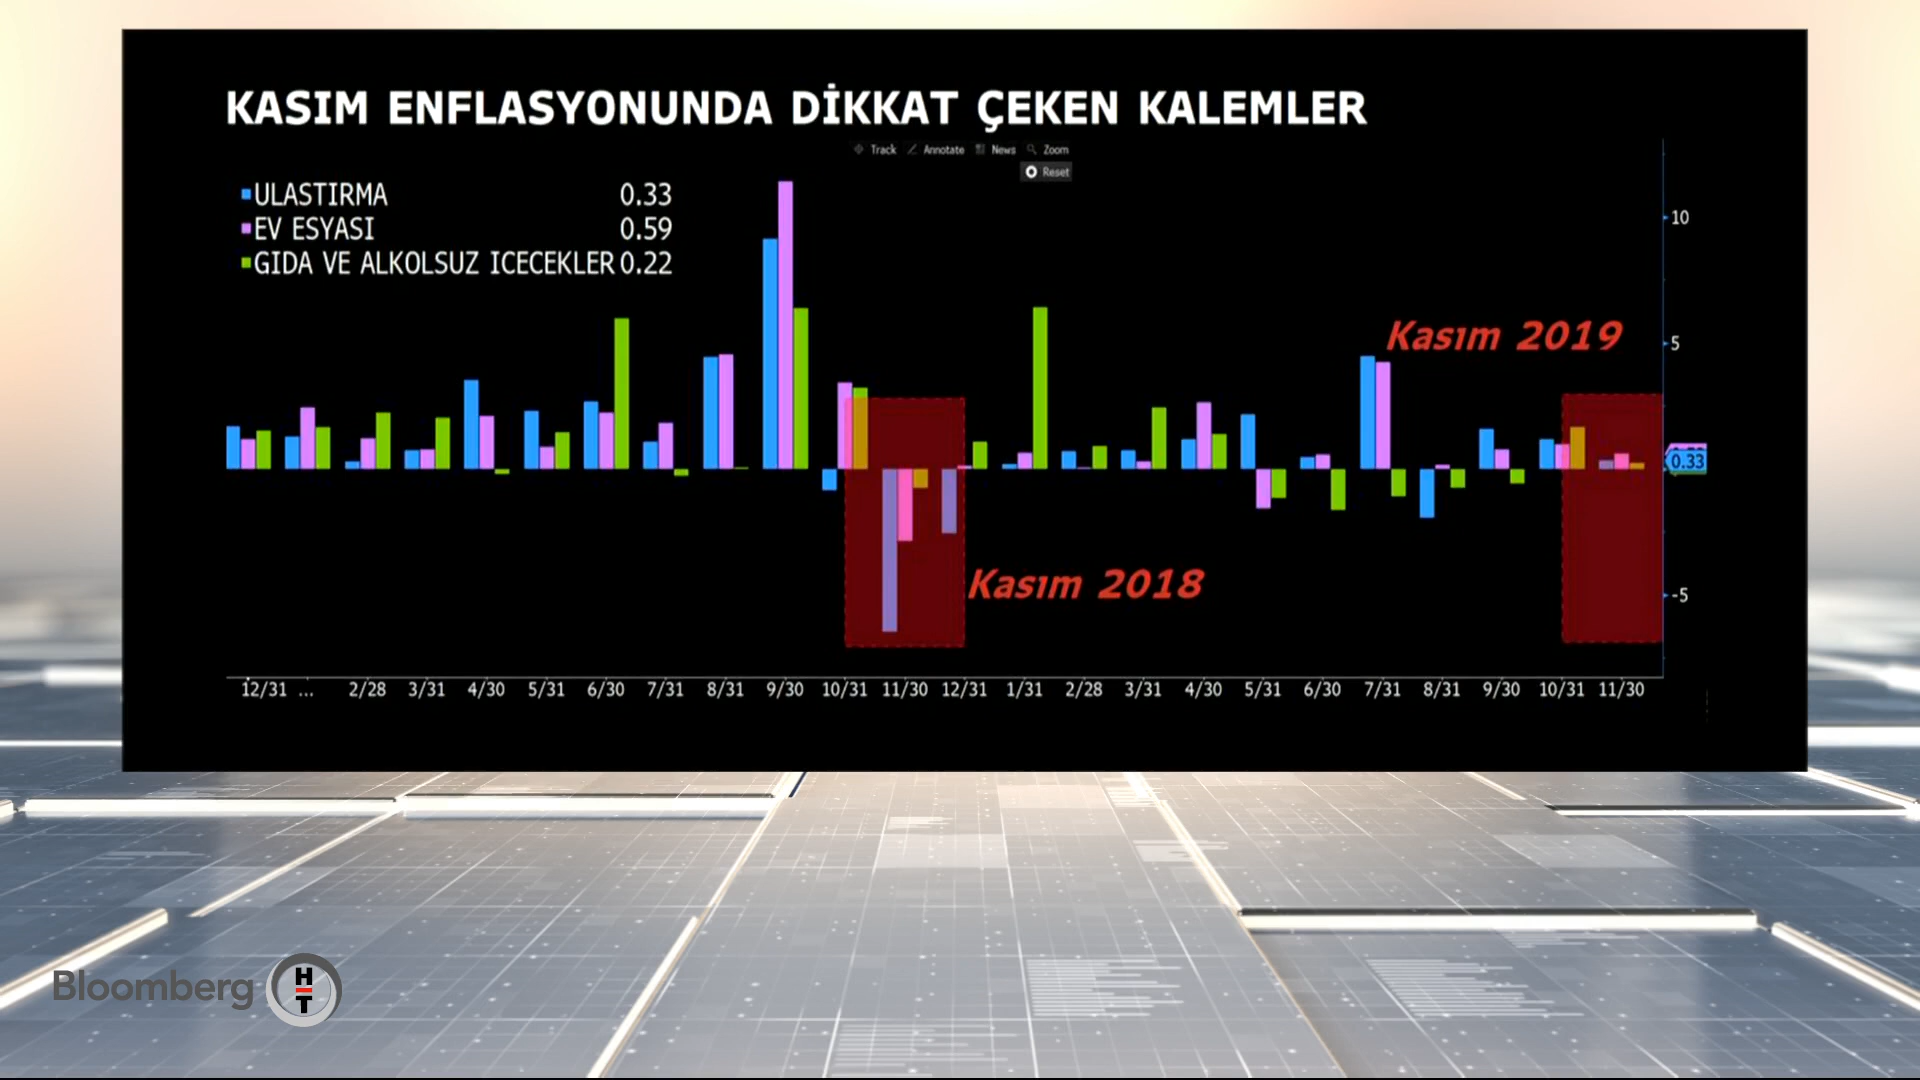 KASIM ENFLASYONUNDA DİKKAT ÇEKEN KALEMLER
Track Annotate News Zoom
Reset
ULASTIRMA 0.33
EV ESYASI 0.59
GIDA VE ALKOLSUZ ICECEKLER 0.22
10
Kasım 2019
5
0.33
Kasım 2018
-5
12/31 ... 2/28 3/31 4/30 5/31 6/30 7/31 8/31 9/30 10/31 11/30 12/31 1/31 2/28 3/31 4/30 5/31 6/30 7/31 8/31 9/30 10/31 11/30
Bloomberg HT